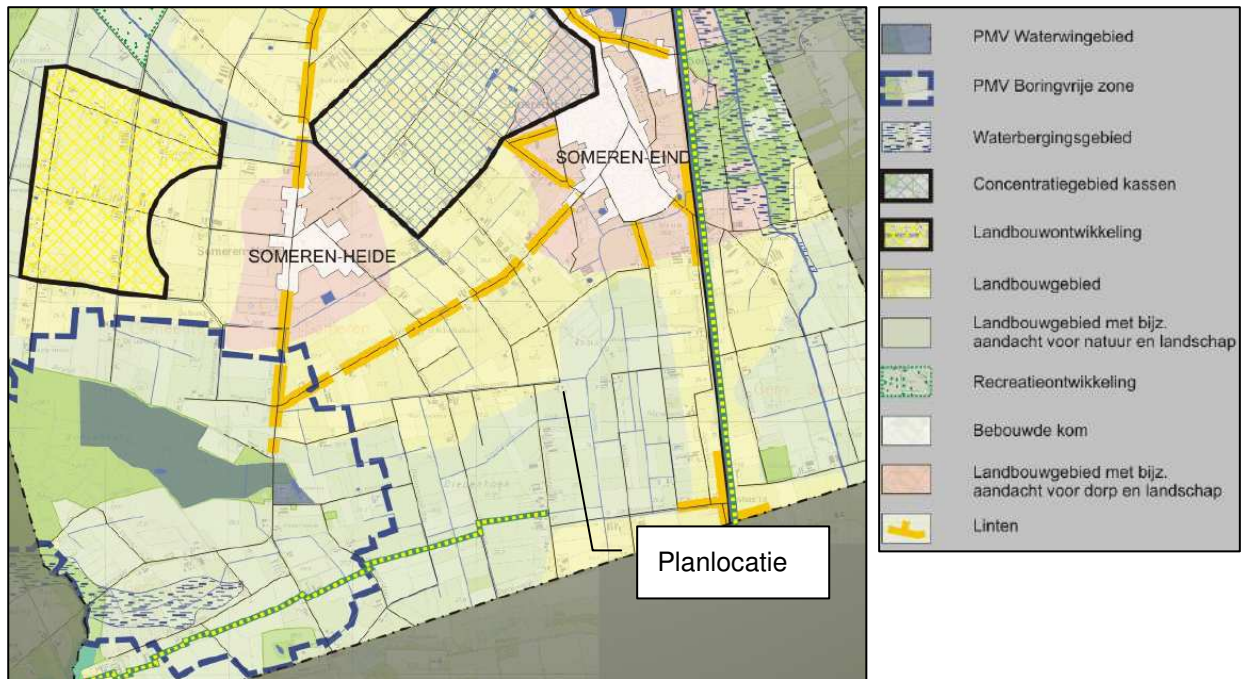 SOMEREN-EIND
SOMEREN-HEIDE
Planlocatie
PMV Waterwingebied
PMV Boringvrije zone
Waterbergingsgebied
Concentratiegebied kassen
Landbouwontwikkeling
Landbouwgebied
Landbouwgebied met bijz.
aandacht voor natuur en landschap
Recreatieontwikkeling
Bebouwde kom
Landbouwgebied met bijz.
aandacht voor dorp en landschap
Linten